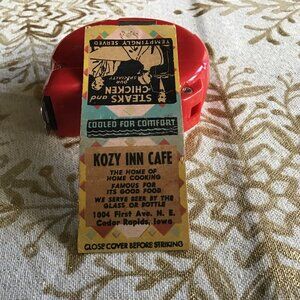 TEMPTINGLY SERVED
STEAKS and
CHICKEN
OUR
SPECIALTY
COOLED FOR COMFORT
KOZY INN CAFE
THE HOME OF
HOME COOKING
FAMOUS FOR
ITS GOOD FOOD
WE SERVE BEER BY THE
GLASS OR BOTTLE
1004 First Ave. N. E.
Cedar Rapids, Iowa
CLOSE COVER BEFORE STRIKING